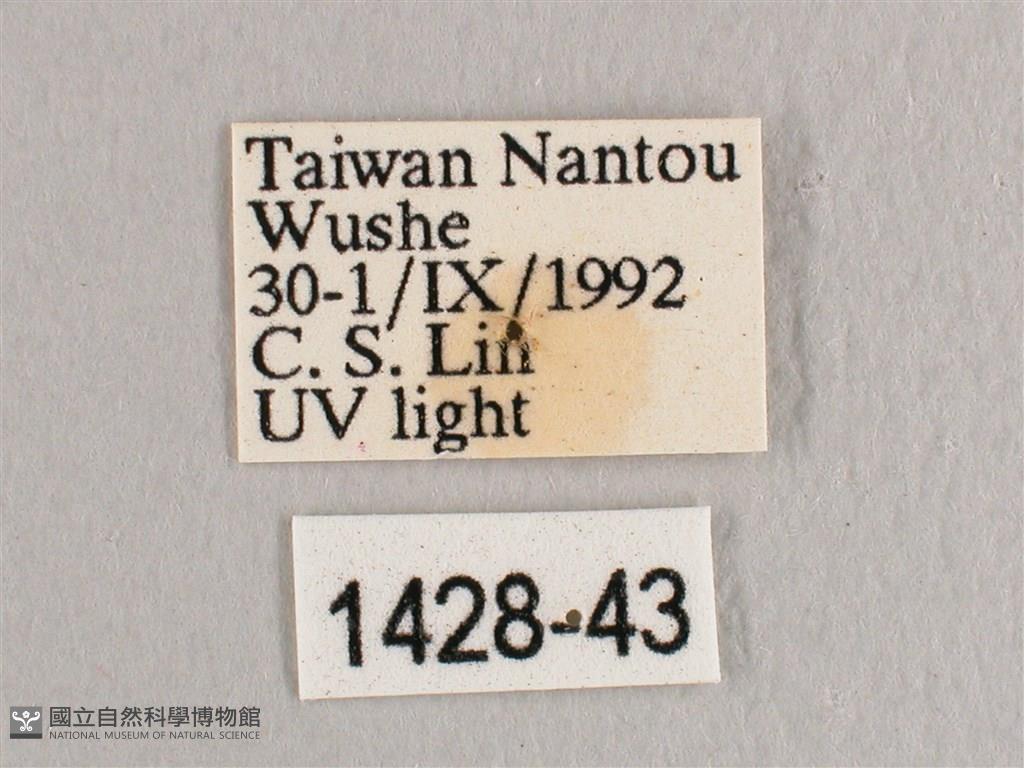 Taiwan Nantou
Wushe
30-1/IX/1992
C. S. Lin
UV light
1428-43
國立自然科學博物館
NATIONAL MUSEUM OF NATURAL SCIENCE